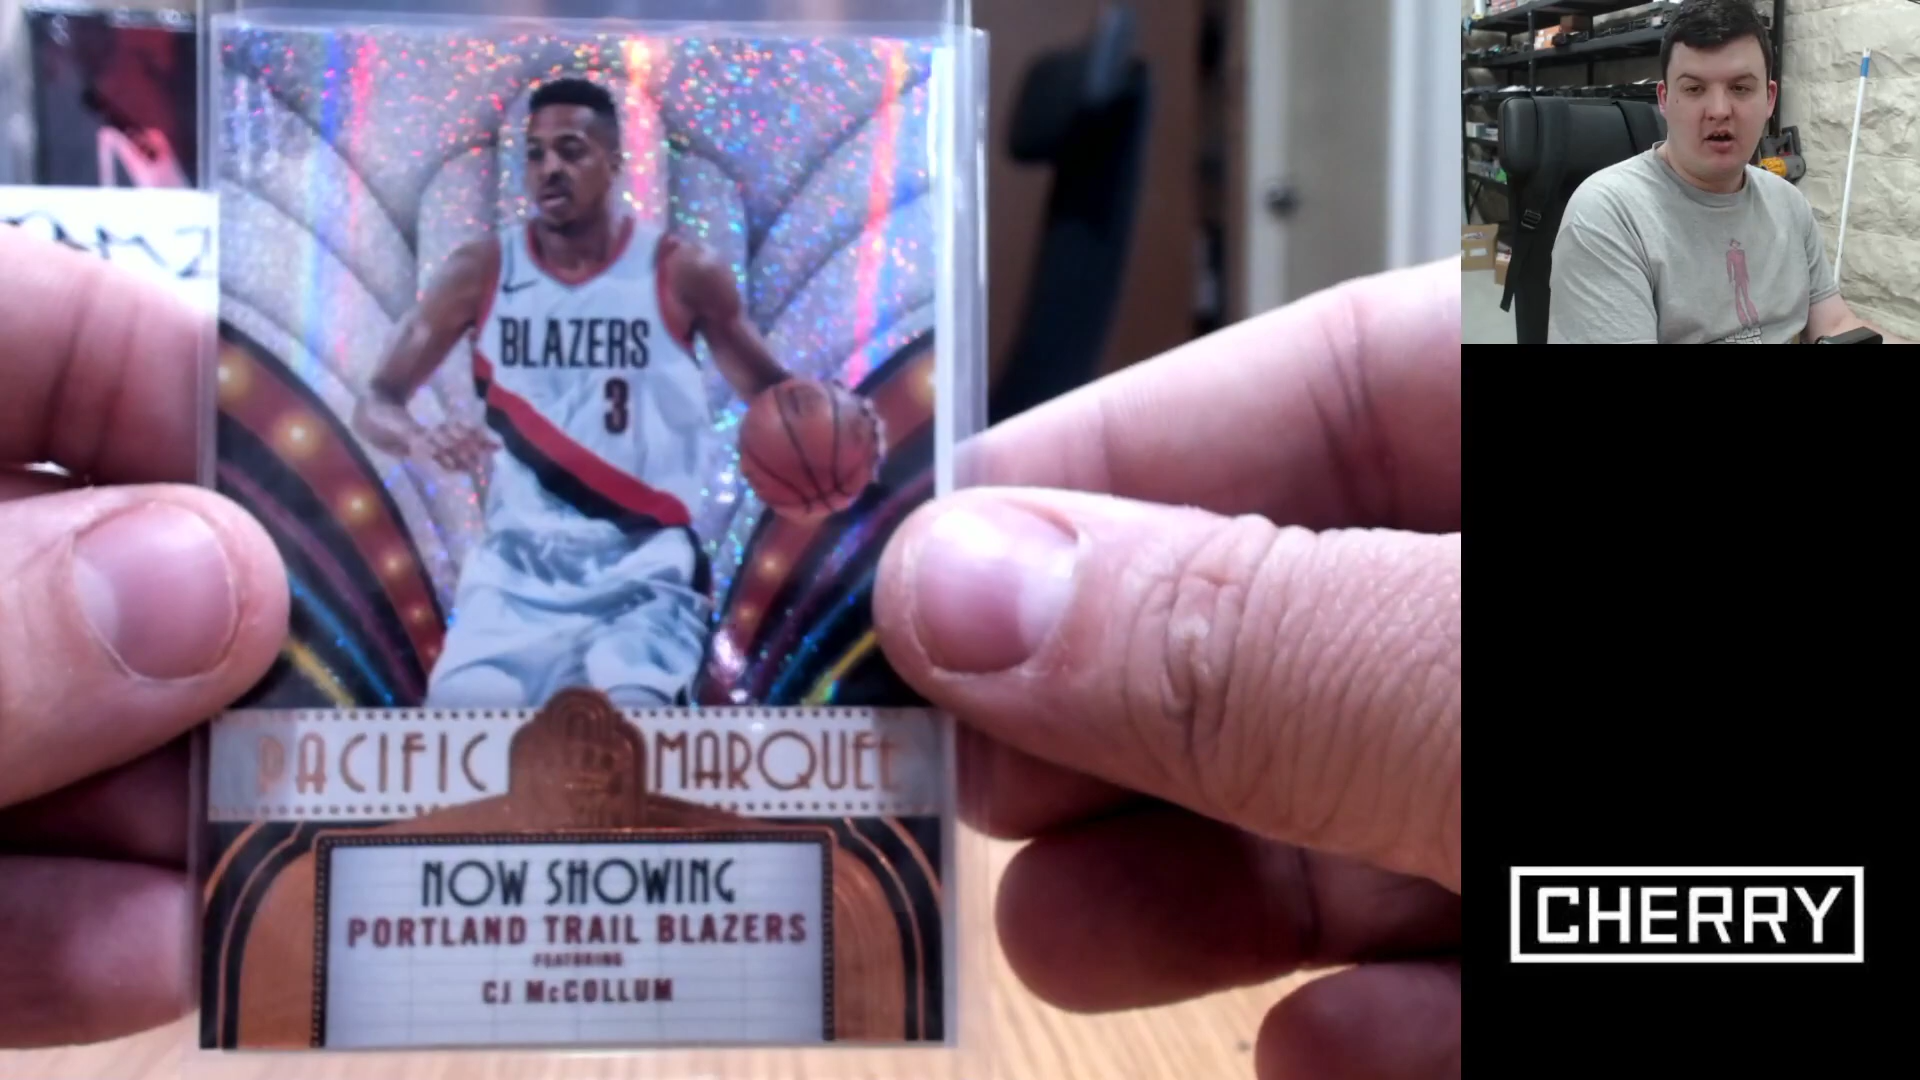 BLAZERS
3
PACIFIC MARQUEE
NOW SHOWING
PORTLAND TRAIL BLAZERS
FEATURING
CJ McCOLLUM
CHERRY